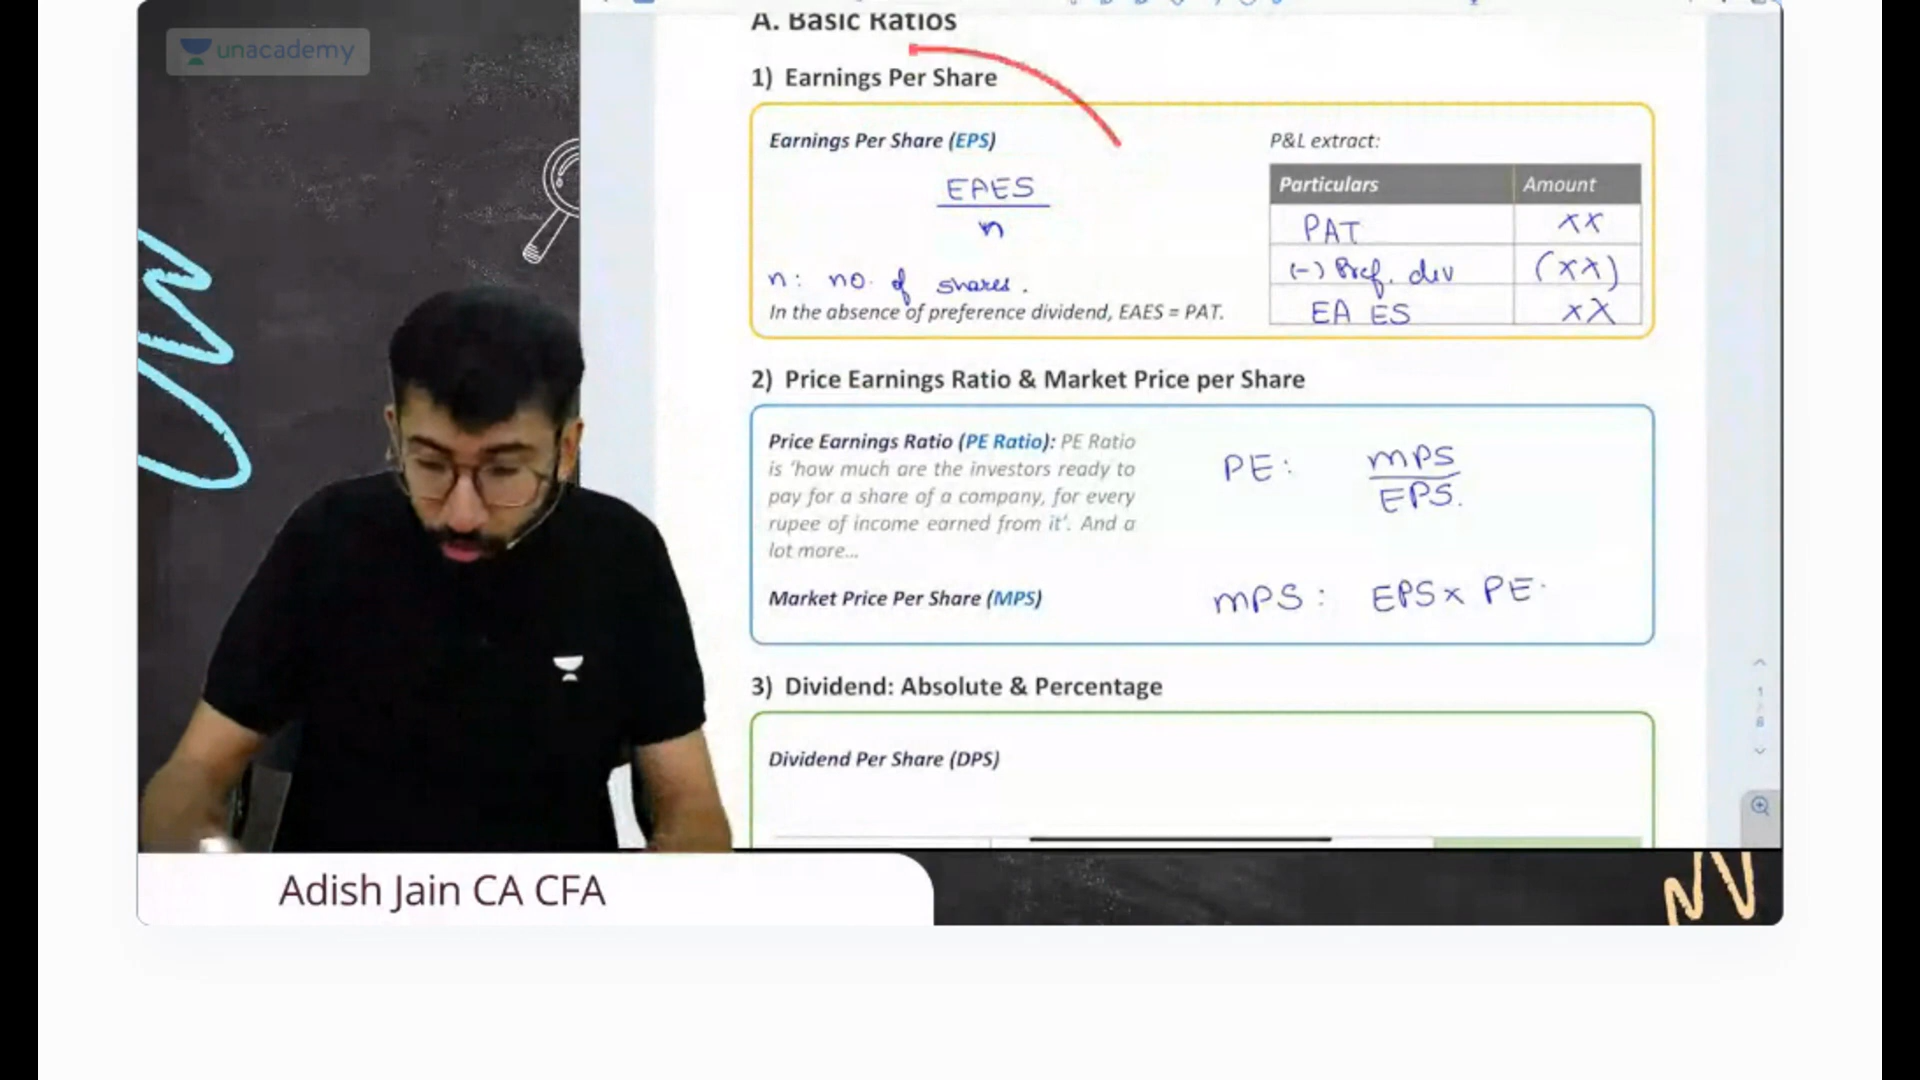 unacademy
A. Basic Ratios
1) Earnings Per Share
Earnings Per Share (EPS)
EAES
n
n: no. of shares.
In the absence of preference dividend, EAES = PAT.
P&L extract:
Particulars Amount
PAT xx
(-) Pref. div (xx)
EA ES xx
2) Price Earnings Ratio & Market Price per Share
Price Earnings Ratio (PE Ratio): PE Ratio
is ‘how much are the investors ready to
pay for a share of a company, for every
rupee of income earned from it’. And a
lot more...
PE: MPS
EPS.
Market Price Per Share (MPS)
MPS: EPS x PE.
3) Dividend: Absolute & Percentage
Dividend Per Share (DPS)
Adish Jain CA CFA